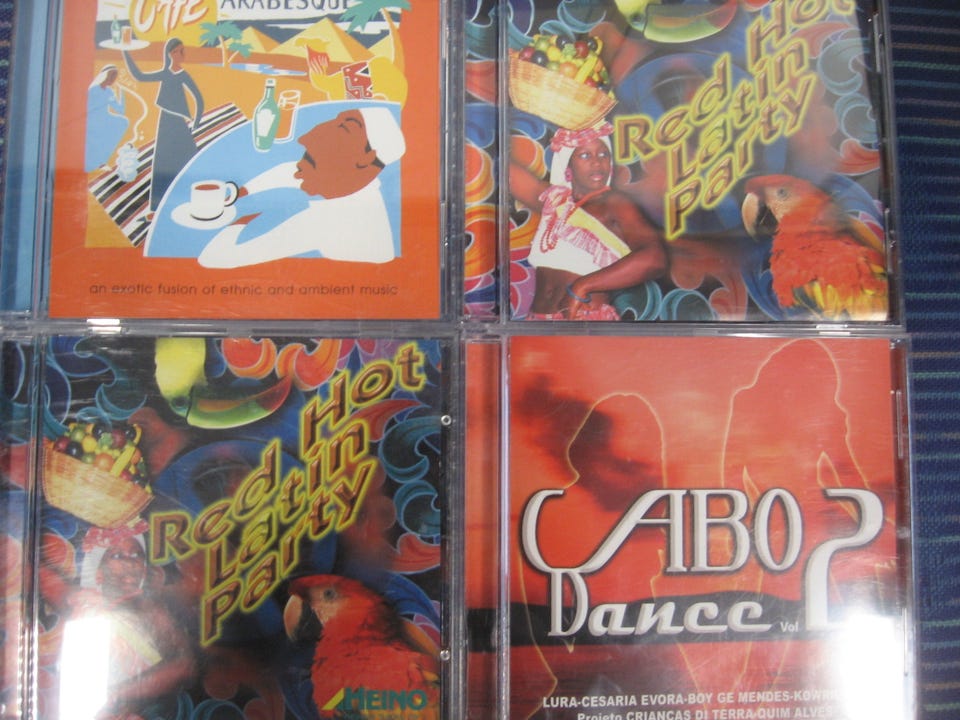 CAFÉ ARABESQUE
an exotic fusion of ethnic and ambient music
Red Hot
Latin
Party
Red Hot
Latin
Party
MEINO
CABO
Dance Vol 2
LURA-CESARIA EVORA-BOY GE MENDES-
Projeto CRIANCAS DI TERRA-QUIM ALVES